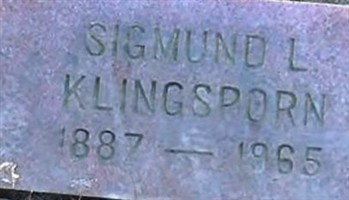 SIGMUND L.
KLINGSPORN
1887 — 1965